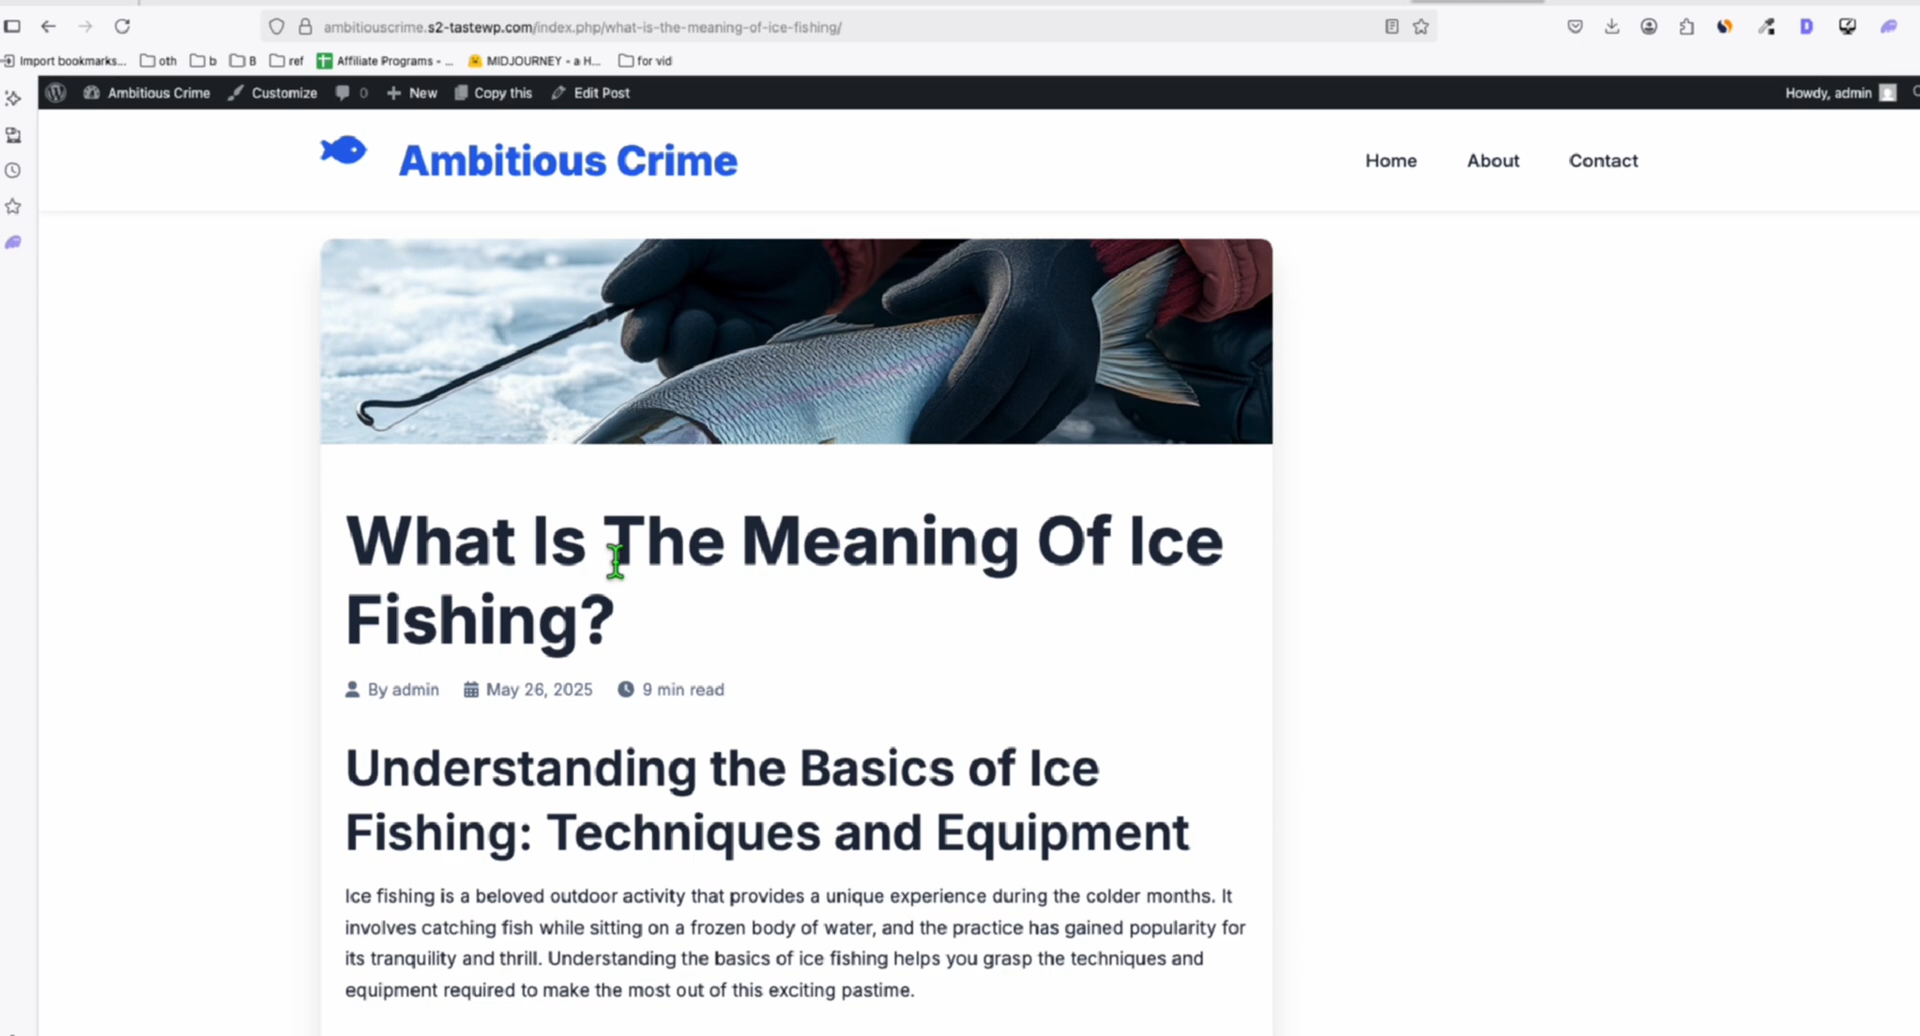 ambitiouscrime.s2-tastewp.com/index.php/what-is-the-meaning-of-ice-fishing/
Import bookmarks... oth b B ref Affiliate Programs - ... MIDJOURNEY - a H... for vid
Ambitious Crime Customize 0 New Copy this Edit Post Howdy, admin
Ambitious Crime Home About Contact
What Is The Meaning Of Ice
Fishing?
By admin May 26, 2025 9 min read
Understanding the Basics of Ice
Fishing: Techniques and Equipment
Ice fishing is a beloved outdoor activity that provides a unique experience during the colder months. It
involves catching fish while sitting on a frozen body of water, and the practice has gained popularity for
its tranquility and thrill. Understanding the basics of ice fishing helps you grasp the techniques and
equipment required to make the most out of this exciting pastime.